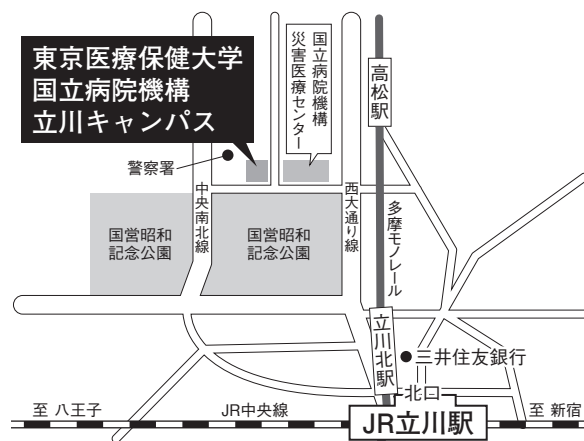 東京医療保健大学
国立病院機構
立川キャンパス
国立病院機構
災害医療センター
高松駅
警察署
中央南北線
西大通り線
多摩モノレール
国営昭和
記念公園
国営昭和
記念公園
立川北駅
三井住友銀行
北口
至 八王子
JR中央線
JR立川駅
至 新宿